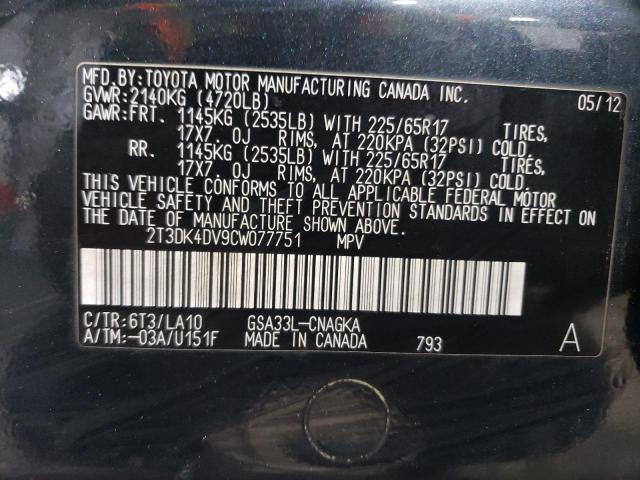 MFD.BY:TOYOTA MOTOR MANUFACTURING CANADA INC. 05/12
GVWR:2140KG (4720LB)
GAWR:FRT. 1145KG (2535LB) WITH 225/65R17 TIRES,
17X7.0J RIMS, AT 220KPA (32PSI) COLD.
RR. 1145KG (2535LB) WITH 225/65R17 TIRES,
17X7.0J RIMS, AT 220KPA (32PSI) COLD.
THIS VEHICLE CONFORMS TO ALL APPLICABLE FEDERAL MOTOR
VEHICLE SAFETY AND THEFT PREVENTION STANDARDS IN EFFECT ON
THE DATE OF MANUFACTURE SHOWN ABOVE.
2T3DK4DV9CW077751 MPV
C/TR:6T3/LA10 GSA33L-CNAGKA
A/TM:-03A/U151F MADE IN CANADA 793 A